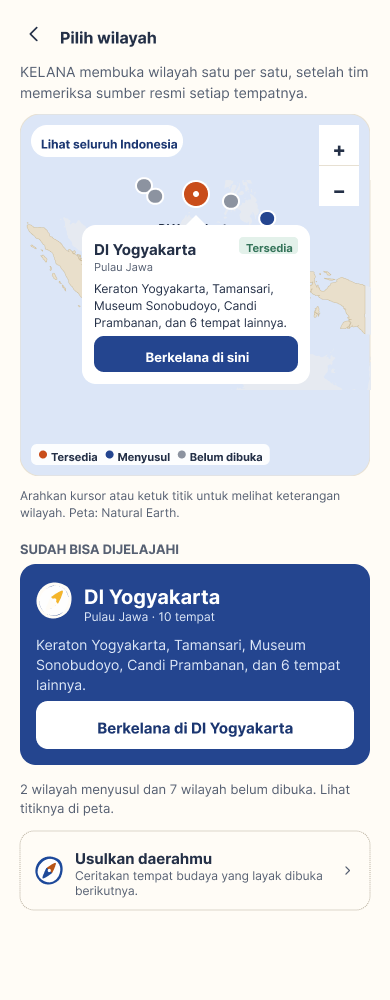 Pilih wilayah
KELANA membuka wilayah satu per satu, setelah tim
memeriksa sumber resmi setiap tempatnya.
Lihat seluruh Indonesia
+
−
DI Yogyakarta
Tersedia
Pulau Jawa
Keraton Yogyakarta, Tamansari,
Museum Sonobudoyo, Candi
Prambanan, dan 6 tempat lainnya.
Berkelana di sini
Tersedia
Menyusul
Belum dibuka
Arahkan kursor atau ketuk titik untuk melihat keterangan
wilayah. Peta: Natural Earth.
SUDAH BISA DIJELAJAHI
DI Yogyakarta
Pulau Jawa · 10 tempat
Keraton Yogyakarta, Tamansari, Museum
Sonobudoyo, Candi Prambanan, dan 6 tempat
lainnya.
Berkelana di DI Yogyakarta
2 wilayah menyusul dan 7 wilayah belum dibuka. Lihat
titiknya di peta.
Usulkan daerahmu
Ceritakan tempat budaya yang layak dibuka
berikutnya.